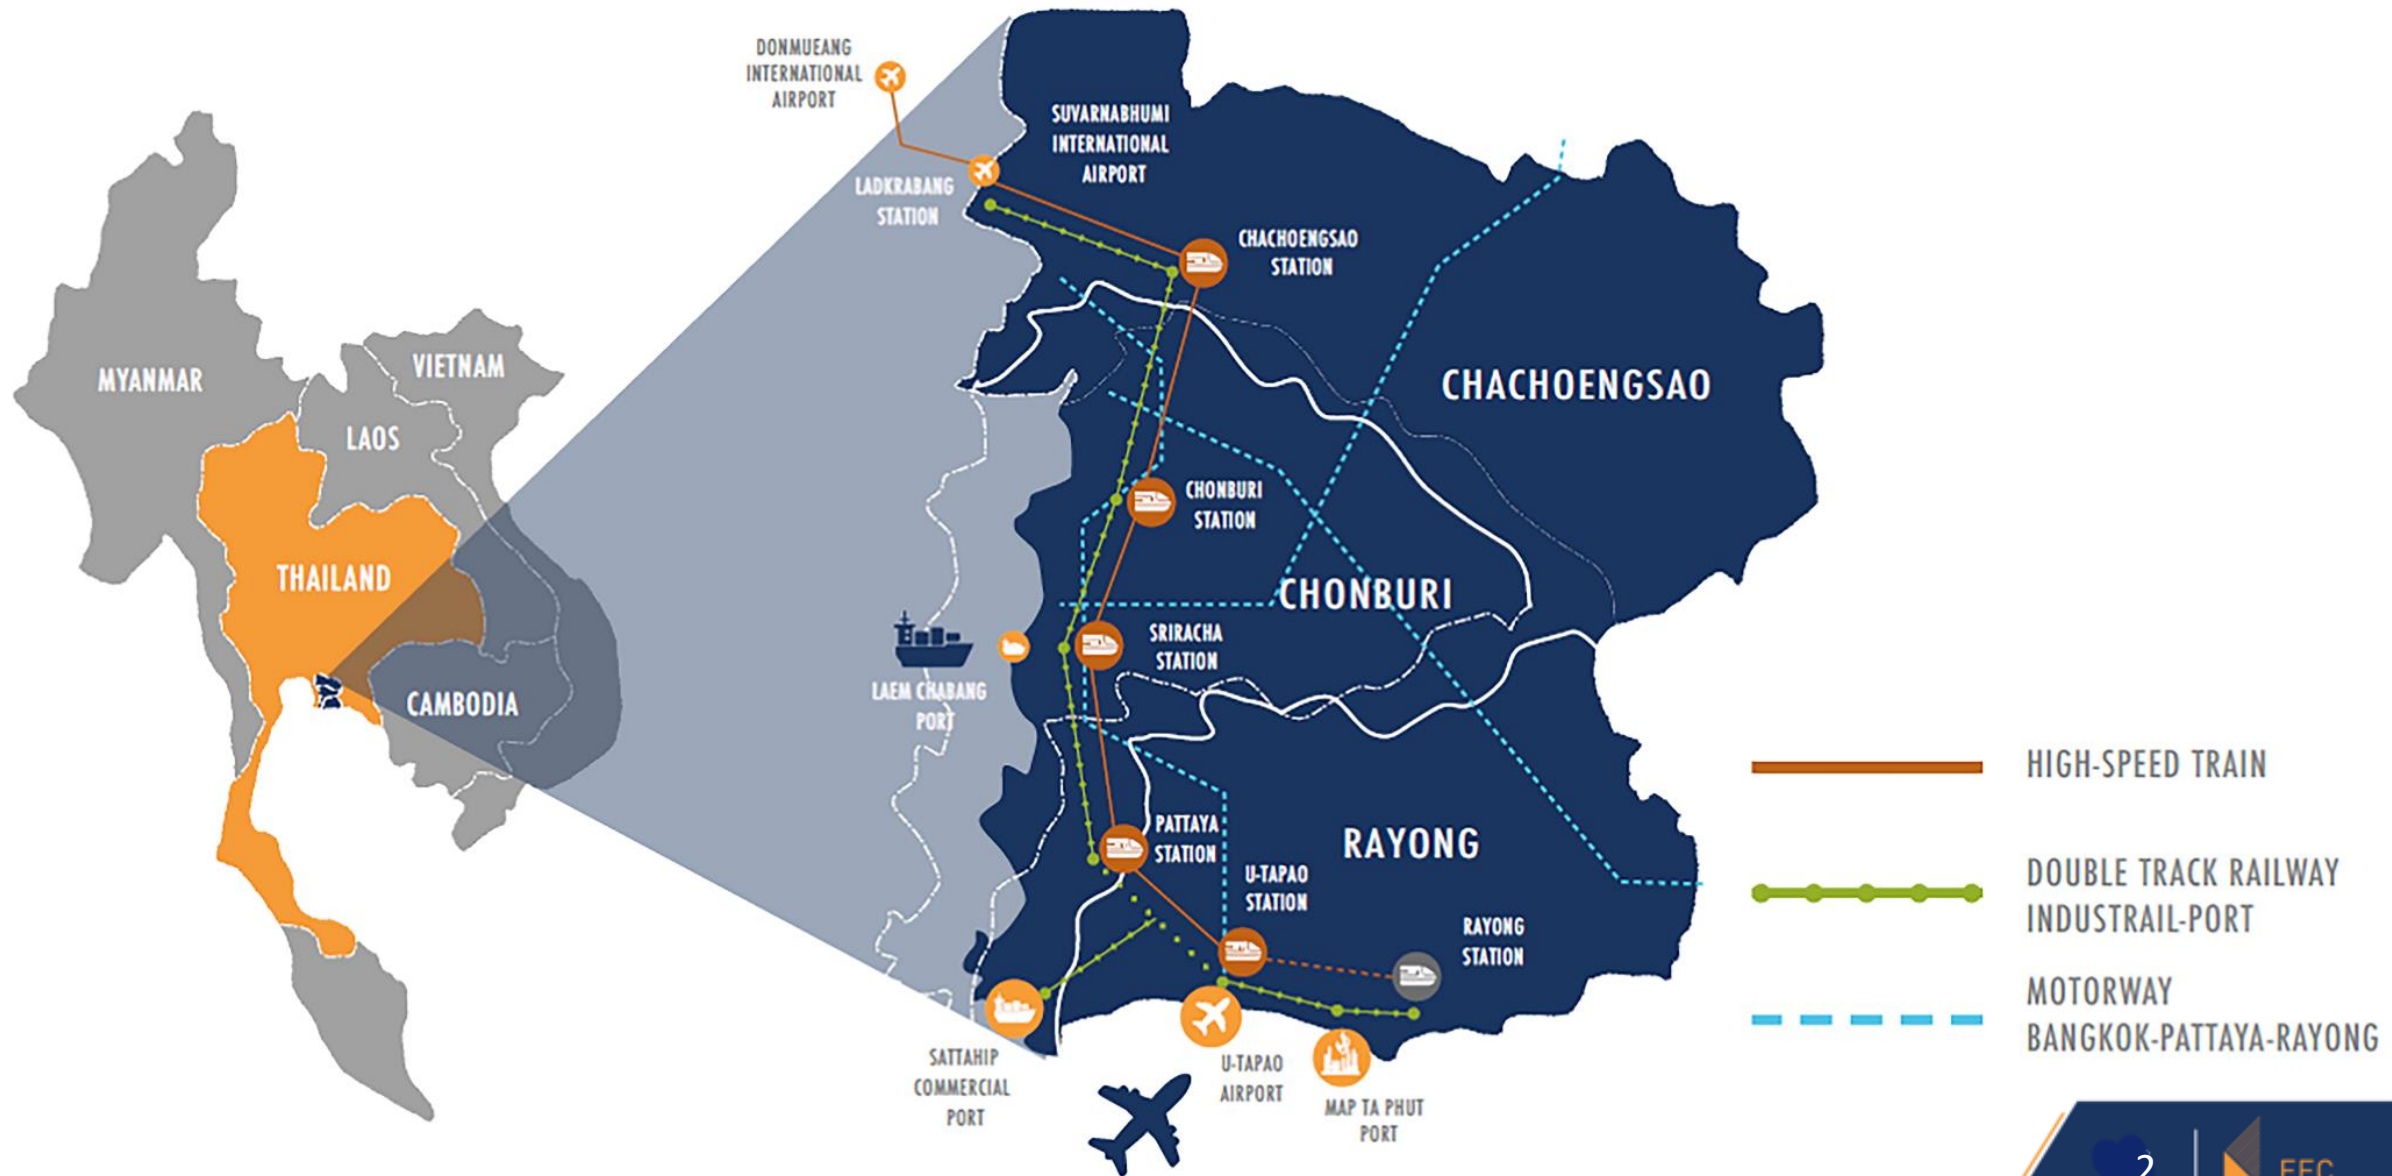 DONMUEANG
INTERNATIONAL
AIRPORT
SUVARNABHUMI
INTERNATIONAL
AIRPORT
LADKRABANG
STATION
CHACHOENGSAO
STATION
MYANMAR
VIETNAM
LAOS
THAILAND
CAMBODIA
CHACHOENGSAO
CHONBURI
STATION
CHONBURI
SRIRACHA
STATION
LAEM CHABANG
PORT
PATTAYA
STATION
RAYONG
U-TAPAO
STATION
RAYONG
STATION
SATTAHIP
COMMERCIAL
PORT
U-TAPAO
AIRPORT
MAP TA PHUT
PORT
HIGH-SPEED TRAIN
DOUBLE TRACK RAILWAY
INDUSTRAIL-PORT
MOTORWAY
BANGKOK-PATTAYA-RAYONG
2
EEC